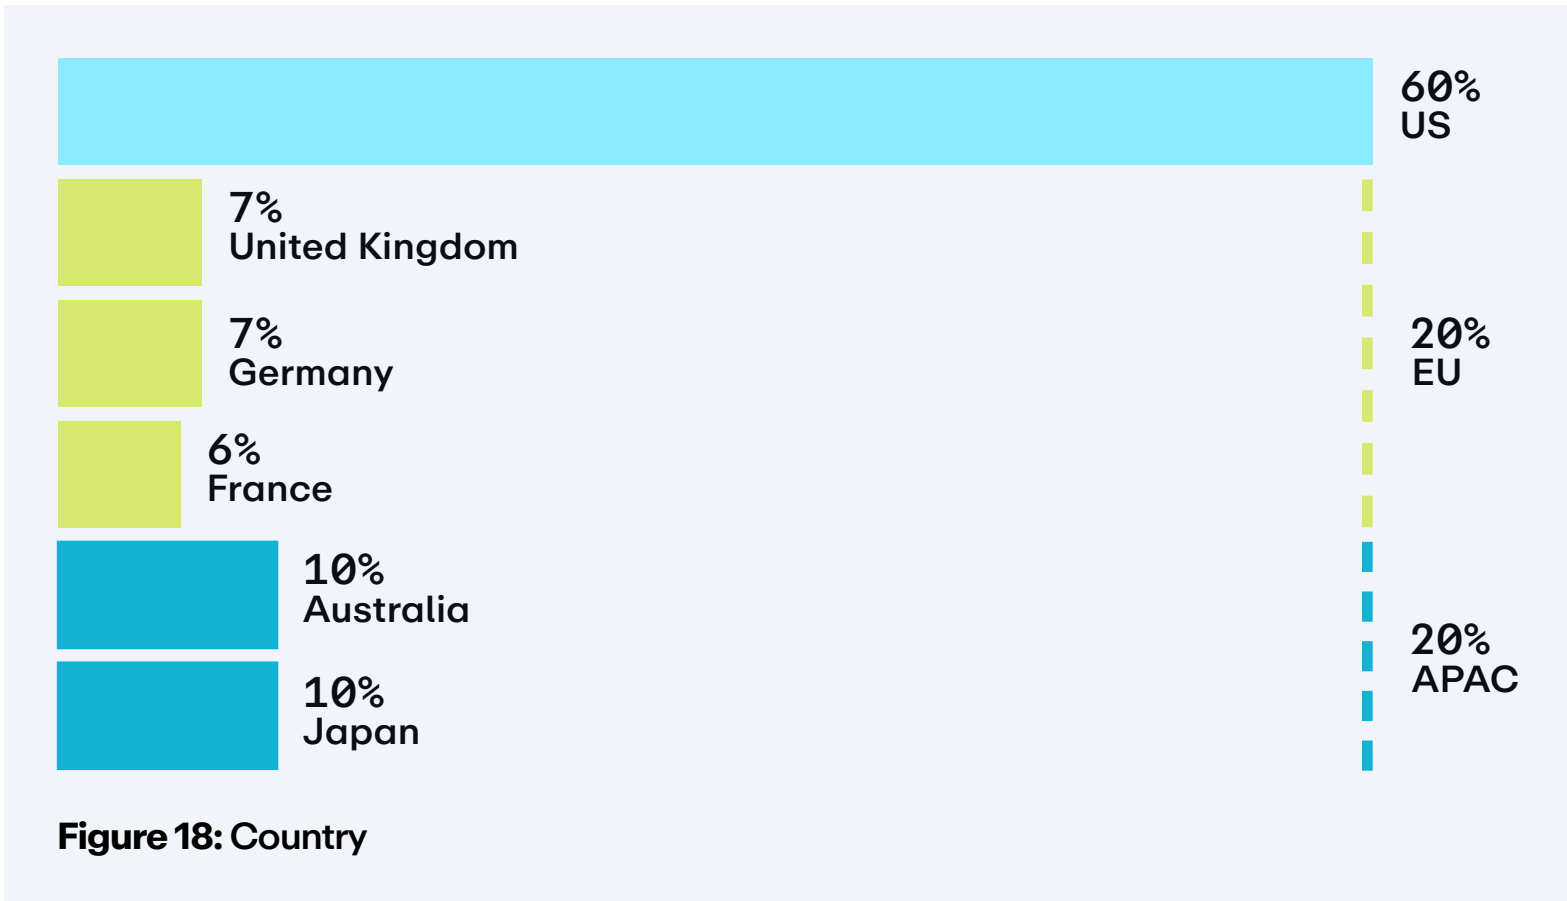 60%
US
7%
United Kingdom
7%
Germany
20%
EU
6%
France
10%
Australia
20%
APAC
10%
Japan
Figure 18: Country